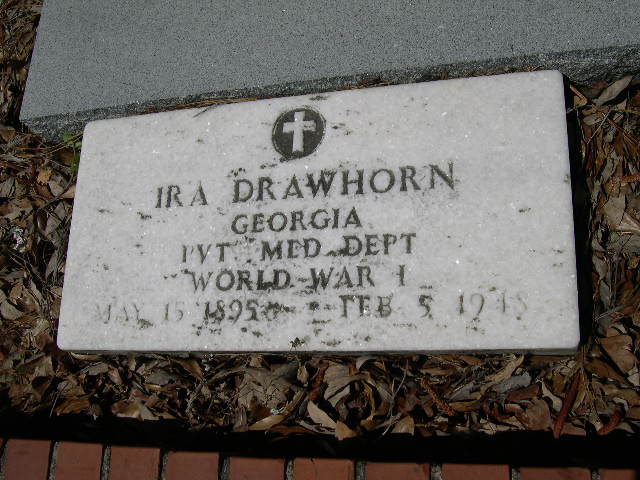 IRA DRAWHORN
GEORGIA
PVT MED DEPT
WORLD WAR I
MAY 15 1895 FEB 5